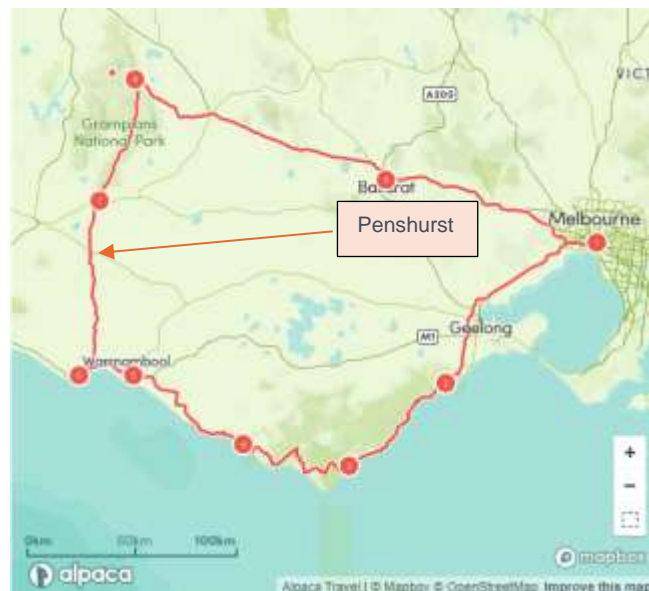 VICT
A300
Grampians
National Park
Ballarat
Melbourne
Penshurst
Geelong
M1
Warrnambool
+
−
0km 50km 100km
alpaca
mapbox
Alpaca Travel | © Mapbox © OpenStreetMap Improve this map